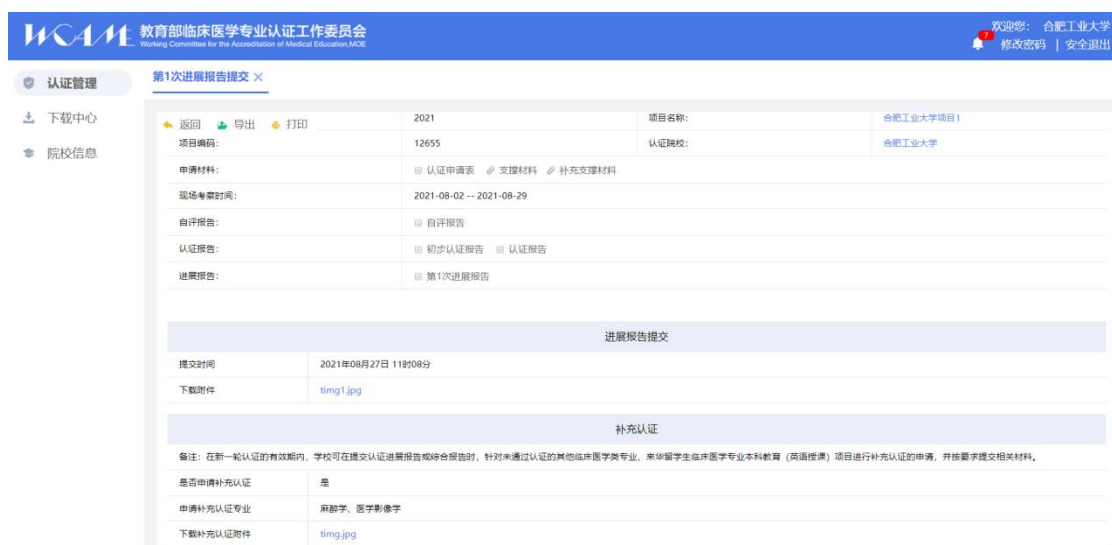 WCAME 教育部临床医学专业认证工作委员会
Working Committee for the Accreditation of Medical Education,MOE
欢迎您： 合肥工业大学
7 修改密码 | 安全退出
认证管理
下载中心
院校信息
第1次进展报告提交 ×
返回 导出 打印 2021 项目名称: 合肥工业大学项目1
项目编码: 12655 认证院校: 合肥工业大学
申请材料: 认证申请表 支撑材料 补充支撑材料
现场考察时间: 2021-08-02 -- 2021-08-29
自评报告: 自评报告
认证报告: 初步认证报告 认证报告
进展报告: 第1次进展报告
进展报告提交
提交时间 2021年08月27日 11时08分
下载附件 timg1.jpg
补充认证
备注：在新一轮认证的有效期内，学校可在提交认证进展报告或综合报告时，针对未通过认证的其他临床医学类专业、来华留学生临床医学专业本科教育（英语授课）项目进行补充认证的申请，并按要求提交相关材料。
是否申请补充认证 是
申请补充认证专业 麻醉学、医学影像学
下载补充认证附件 timg.jpg